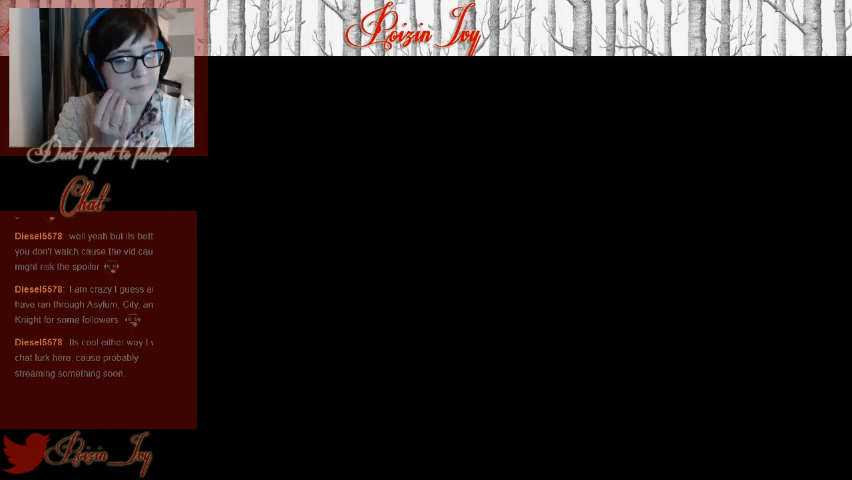 Poizin Ivy
Dont forget to follow!
Chat
Diesel5578: well yeah but its bett
you don't watch cause the vid cau
might risk the spoiler
Diesel5578: I am crazy I guess a
have ran through Asylum, City, an
Knight for some followers
Diesel5578: Its cool either way I
chat lurk here, cause probably
streaming something soon.
Poizin_Ivy